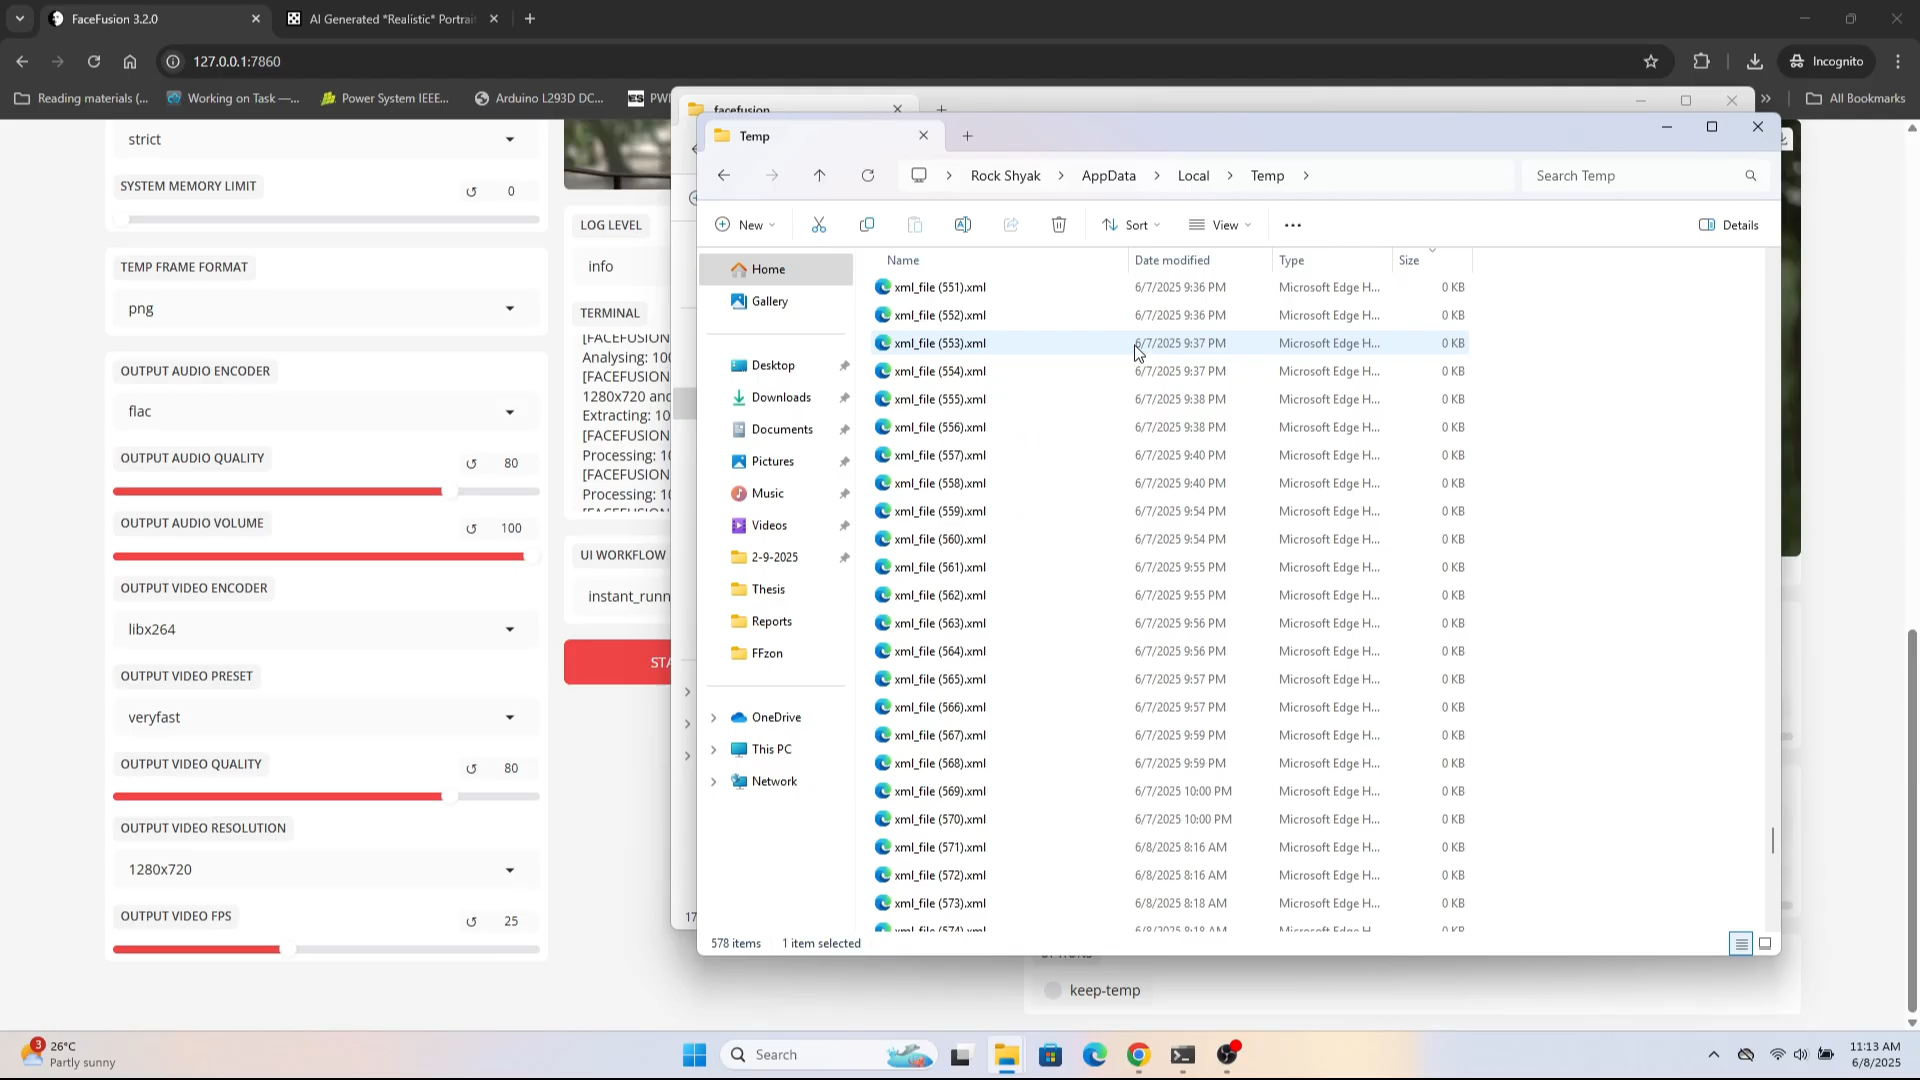 FaceFusion 3.2.0
AI Generated *Realistic* Portrai
127.0.0.1:7860
Incognito
Reading materials (...
Working on Task —...
Power System IEEE...
Arduino L293D DC...
All Bookmarks
strict
SYSTEM MEMORY LIMIT
0
TEMP FRAME FORMAT
png
OUTPUT AUDIO ENCODER
flac
OUTPUT AUDIO QUALITY
80
OUTPUT AUDIO VOLUME
100
OUTPUT VIDEO ENCODER
libx264
OUTPUT VIDEO PRESET
veryfast
OUTPUT VIDEO QUALITY
80
OUTPUT VIDEO RESOLUTION
1280x720
OUTPUT VIDEO FPS
25
LOG LEVEL
info
TERMINAL
[FACEFUSION
Analysing: 100
[FACEFUSION
1280x720 and
Extracting: 10
[FACEFUSION
Processing: 10
[FACEFUSION
Processing: 10
UI WORKFLOW
instant_runn
STA
facefusion
17
Temp
Rock Shyak
AppData
Local
Temp
Search Temp
New
Sort
View
Details
Home
Gallery
Desktop
Downloads
Documents
Pictures
Music
Videos
2-9-2025
Thesis
Reports
FFzon
OneDrive
This PC
Network
Name Date modified Type Size
xml_file (551).xml 6/7/2025 9:36 PM Microsoft Edge H... 0 KB
xml_file (552).xml 6/7/2025 9:36 PM Microsoft Edge H... 0 KB
xml_file (553).xml 6/7/2025 9:37 PM Microsoft Edge H... 0 KB
xml_file (554).xml 6/7/2025 9:37 PM Microsoft Edge H... 0 KB
xml_file (555).xml 6/7/2025 9:38 PM Microsoft Edge H... 0 KB
xml_file (556).xml 6/7/2025 9:38 PM Microsoft Edge H... 0 KB
xml_file (557).xml 6/7/2025 9:40 PM Microsoft Edge H... 0 KB
xml_file (558).xml 6/7/2025 9:40 PM Microsoft Edge H... 0 KB
xml_file (559).xml 6/7/2025 9:54 PM Microsoft Edge H... 0 KB
xml_file (560).xml 6/7/2025 9:54 PM Microsoft Edge H... 0 KB
xml_file (561).xml 6/7/2025 9:55 PM Microsoft Edge H... 0 KB
xml_file (562).xml 6/7/2025 9:55 PM Microsoft Edge H... 0 KB
xml_file (563).xml 6/7/2025 9:56 PM Microsoft Edge H... 0 KB
xml_file (564).xml 6/7/2025 9:56 PM Microsoft Edge H... 0 KB
xml_file (565).xml 6/7/2025 9:57 PM Microsoft Edge H... 0 KB
xml_file (566).xml 6/7/2025 9:57 PM Microsoft Edge H... 0 KB
xml_file (567).xml 6/7/2025 9:59 PM Microsoft Edge H... 0 KB
xml_file (568).xml 6/7/2025 9:59 PM Microsoft Edge H... 0 KB
xml_file (569).xml 6/7/2025 10:00 PM Microsoft Edge H... 0 KB
xml_file (570).xml 6/7/2025 10:00 PM Microsoft Edge H... 0 KB
xml_file (571).xml 6/8/2025 8:16 AM Microsoft Edge H... 0 KB
xml_file (572).xml 6/8/2025 8:16 AM Microsoft Edge H... 0 KB
xml_file (573).xml 6/8/2025 8:18 AM Microsoft Edge H... 0 KB
xml_file (574).xml 6/8/2025 8:18 AM Microsoft Edge H... 0 KB
578 items 1 item selected
keep-temp
3
26°C
Partly sunny
Search
11:13 AM
6/8/2025